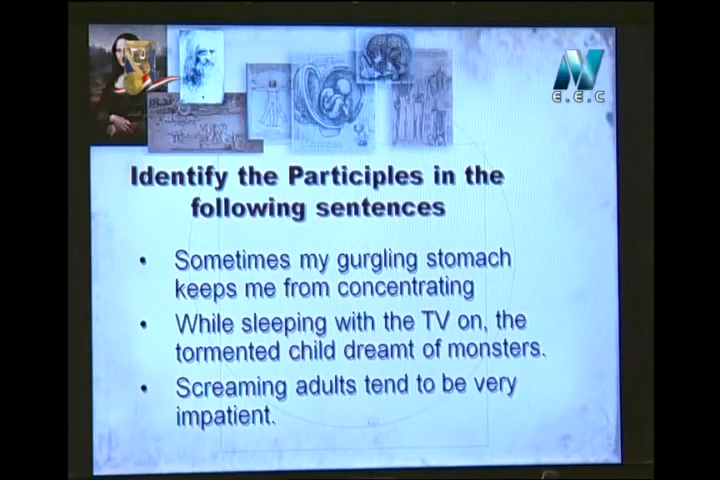 ٣٥
E.E.C
Identify the Participles in the
following sentences
• Sometimes my gurgling stomach
keeps me from concentrating
• While sleeping with the TV on, the
tormented child dreamt of monsters.
• Screaming adults tend to be very
impatient.